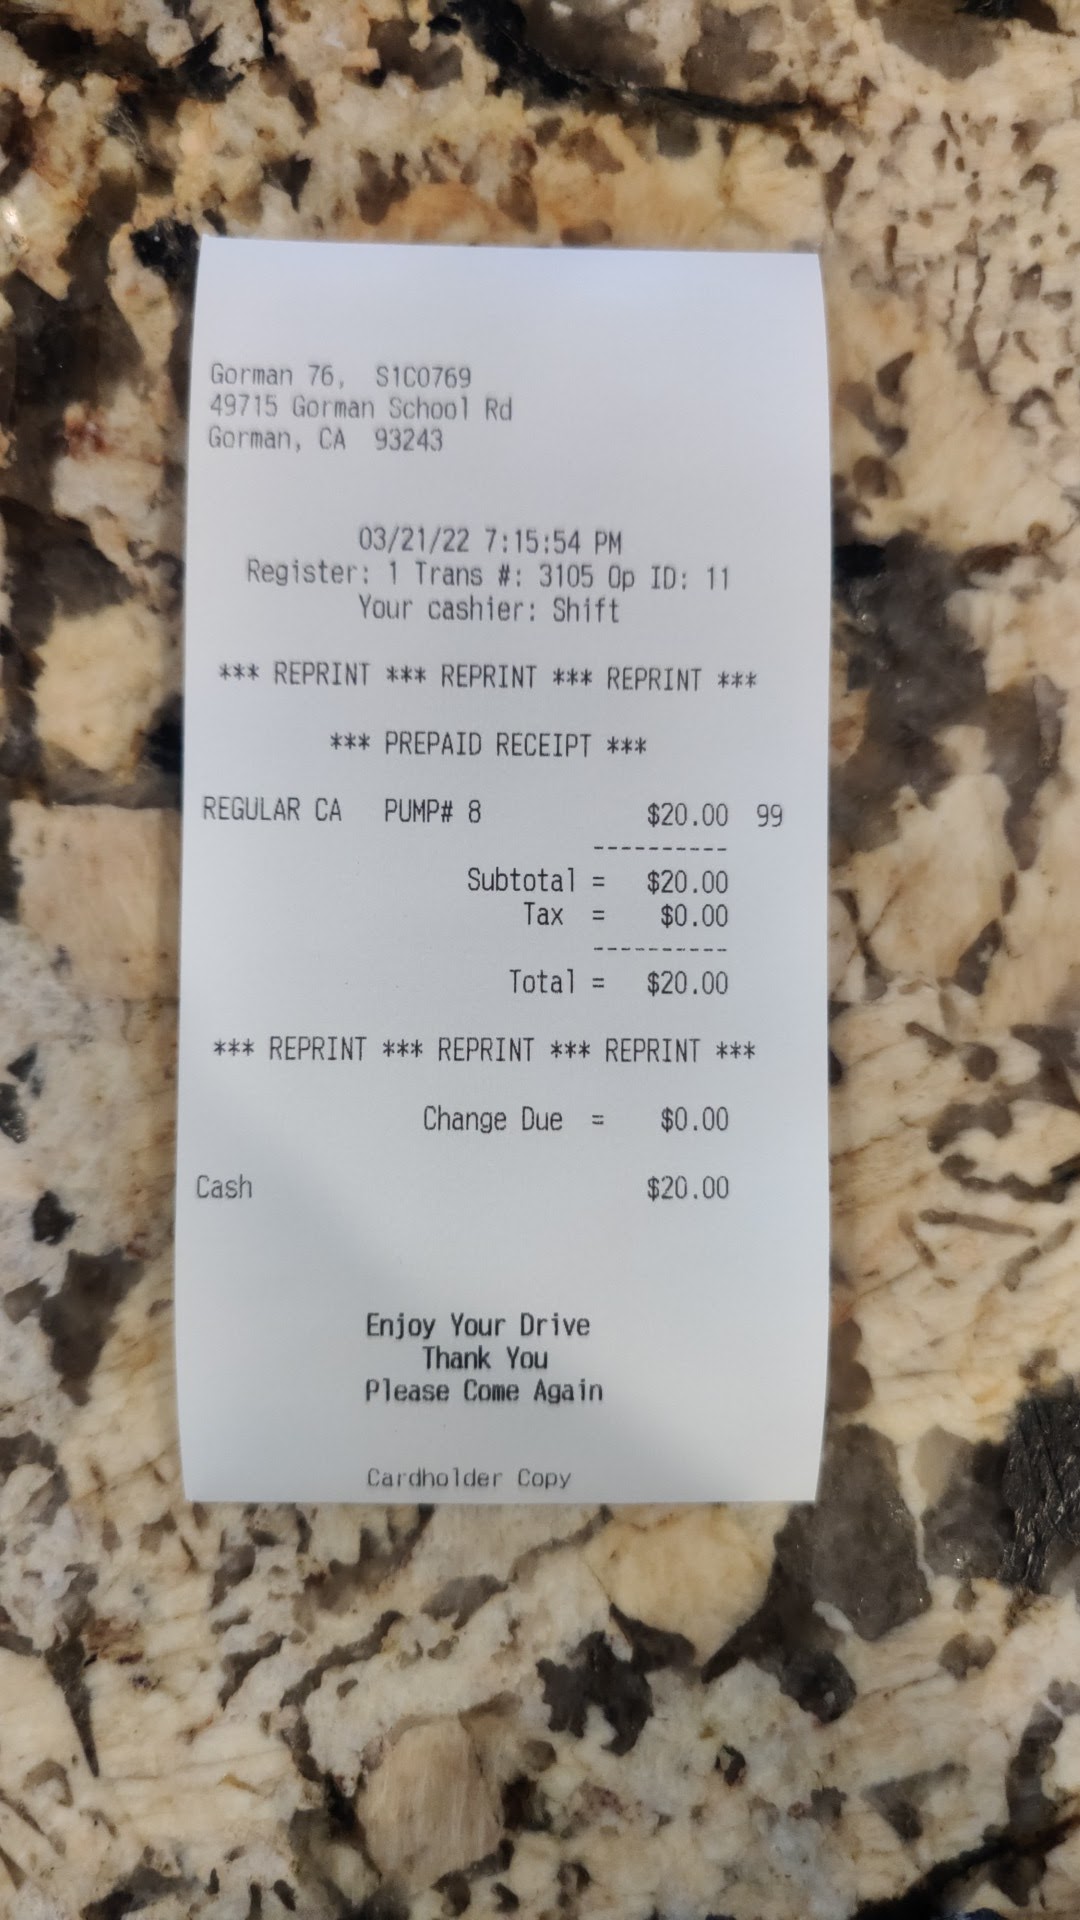 Gorman 76, S1C0769
49715 Gorman School Rd
Gorman, CA 93243
03/21/22 7:15:54 PM
Register: 1 Trans #: 3105 Op ID: 11
Your cashier: Shift
*** REPRINT *** REPRINT *** REPRINT ***
*** PREPAID RECEIPT ***
REGULAR CA PUMP# 8 $20.00 99
----------
Subtotal = $20.00
Tax = $0.00
----------
Total = $20.00
*** REPRINT *** REPRINT *** REPRINT ***
Change Due = $0.00
Cash $20.00
Enjoy Your Drive
Thank You
Please Come Again
Cardholder Copy